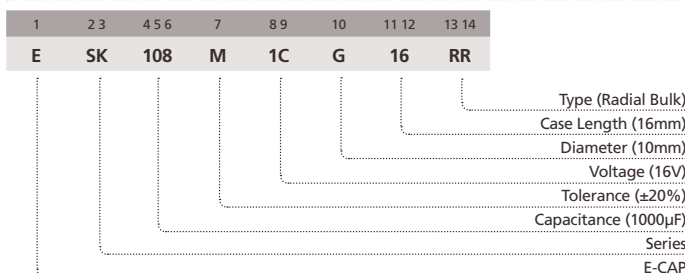 1 2 3 4 5 6 7 8 9 10 11 12 13 14
E SK 108 M 1C G 16 RR
Type (Radial Bulk)
Case Length (16mm)
Diameter (10mm)
Voltage (16V)
Tolerance (±20%)
Capacitance (1000µF)
Series
E-CAP